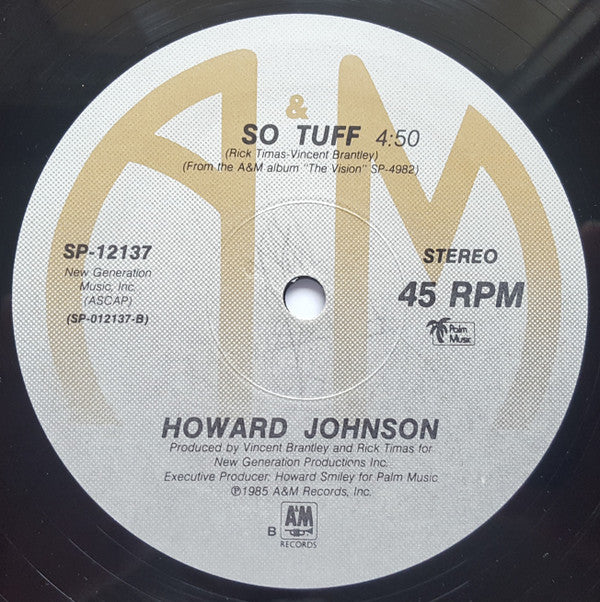 &
A M
SO TUFF 4:50
(Rick Timas-Vincent Brantley)
(From the A&M album "The Vision" SP-4982)
SP-12137
New Generation
Music, Inc.
(ASCAP)
(SP-012137-B)
STEREO
45 RPM
Palm
Music
HOWARD JOHNSON
Produced by Vincent Brantley and Rick Timas for
New Generation Productions Inc.
Executive Producer: Howard Smiley for Palm Music
℗1985 A&M Records, Inc.
B
A&M
RECORDS